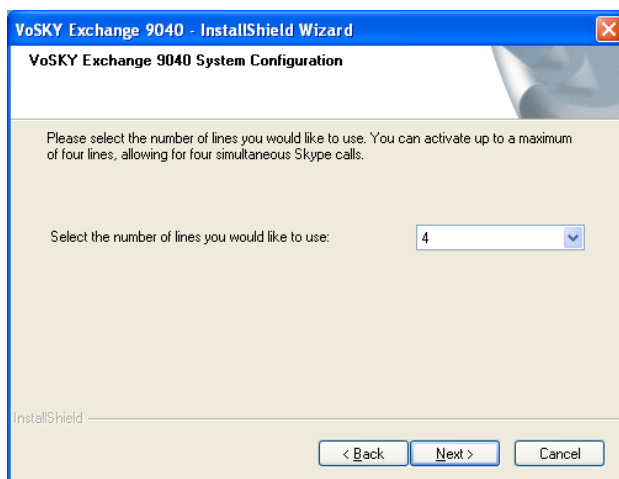 VoSKY Exchange 9040 - InstallShield Wizard
VoSKY Exchange 9040 System Configuration
Please select the number of lines you would like to use. You can activate up to a maximum
of four lines, allowing for four simultaneous Skype calls.
Select the number of lines you would like to use:
4
InstallShield
< Back
Next >
Cancel